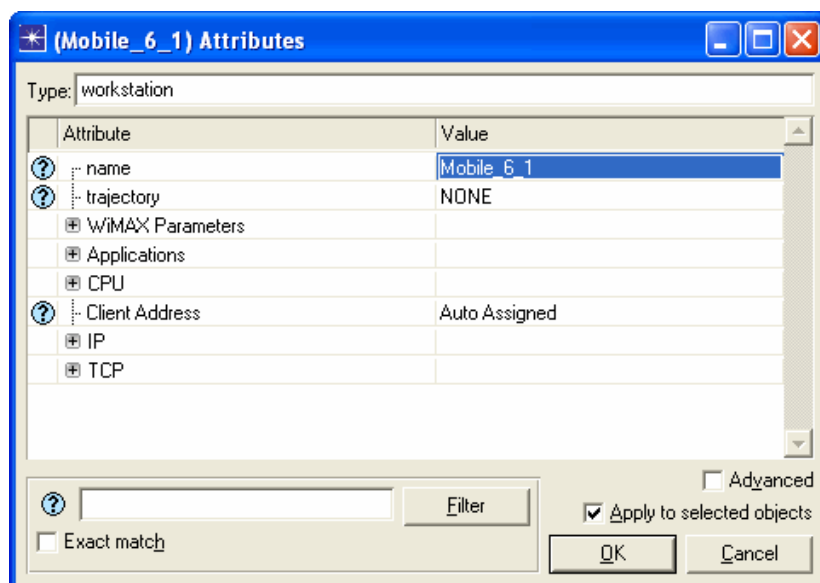 (Mobile_6_1) Attributes
Type: workstation
Attribute Value
name Mobile_6_1
trajectory NONE
WiMAX Parameters
Applications
CPU
Client Address Auto Assigned
IP
TCP
Advanced
Filter
Apply to selected objects
Exact match
OK Cancel